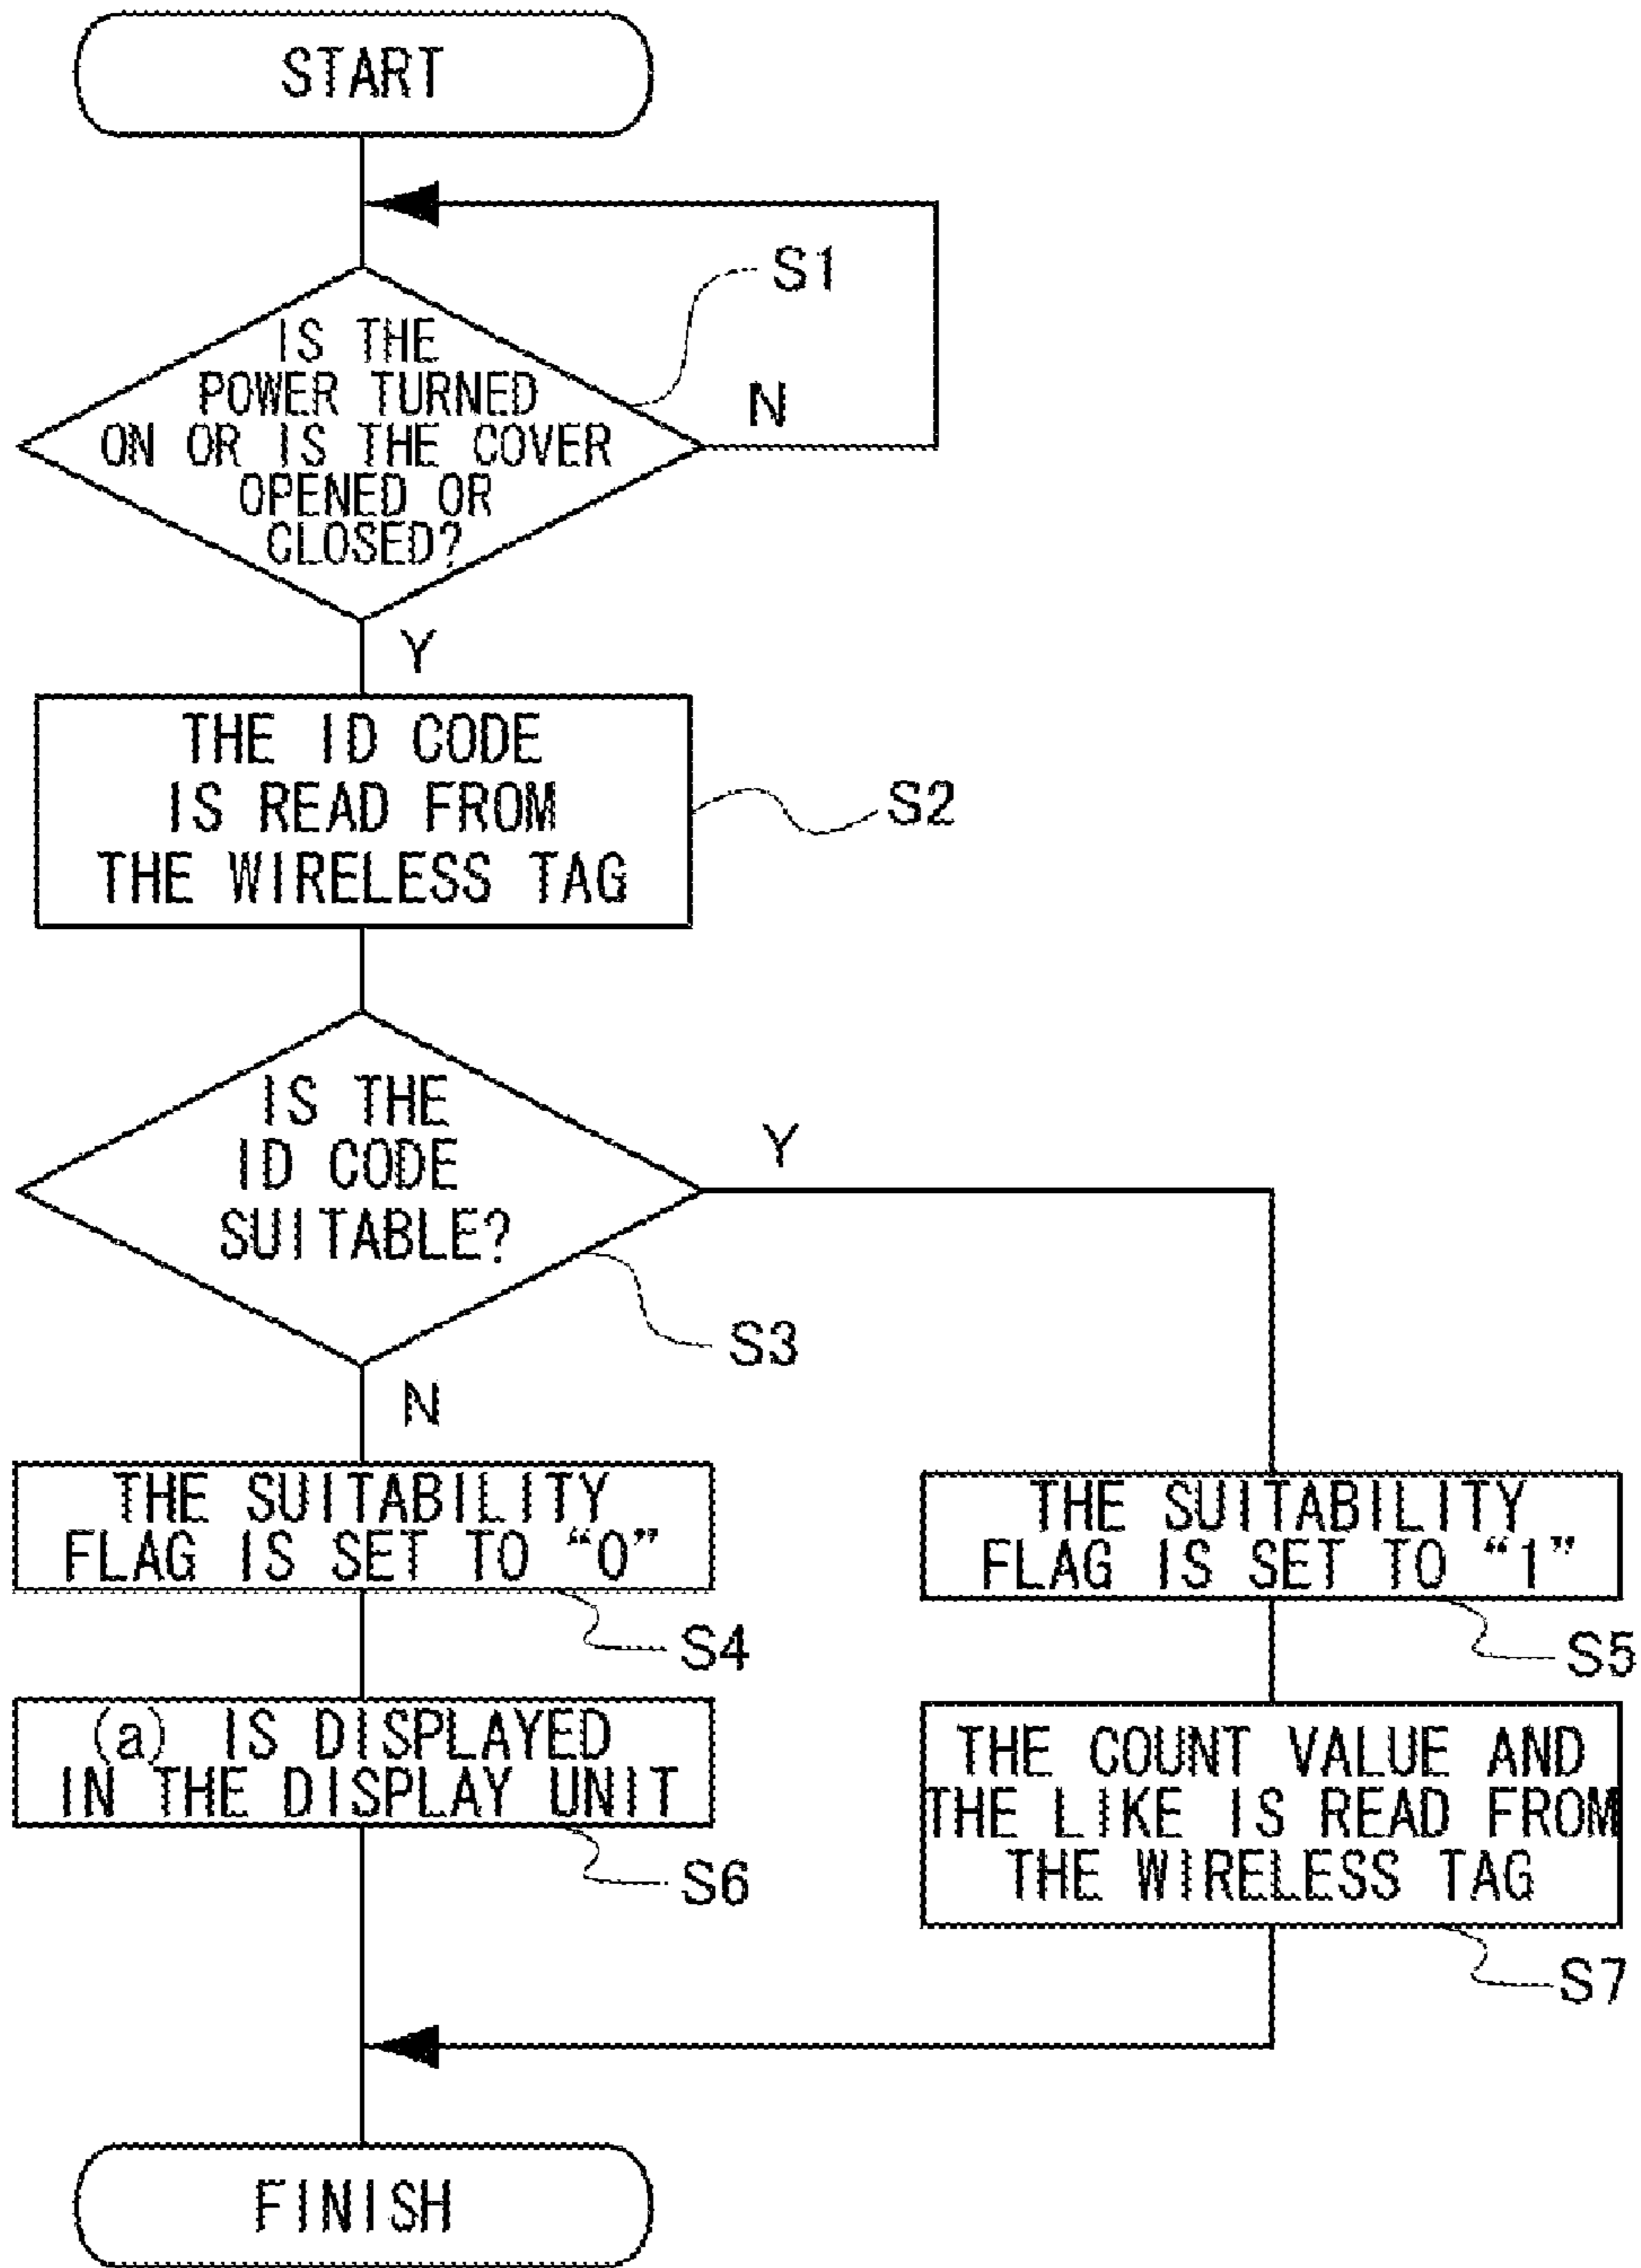 START
S1
IS THE
POWER TURNED
ON OR IS THE COVER
OPENED OR
CLOSED?
N
Y
THE ID CODE
IS READ FROM
THE WIRELESS TAG
S2
IS THE
ID CODE
SUITABLE?
Y
S3
N
THE SUITABILITY
FLAG IS SET TO “0”
S4
THE SUITABILITY
FLAG IS SET TO “1”
S5
(a) IS DISPLAYED
IN THE DISPLAY UNIT
S6
THE COUNT VALUE AND
THE LIKE IS READ FROM
THE WIRELESS TAG
S7
FINISH